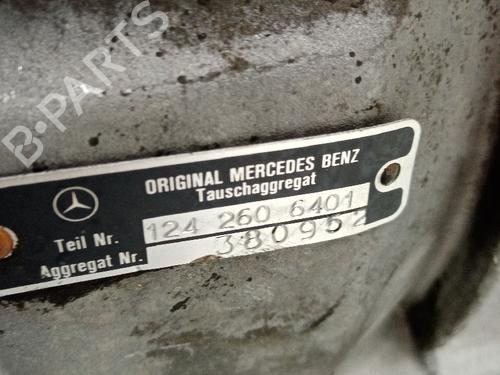 B-PARTS
ORIGINAL MERCEDES BENZ
Tauschaggregat
Teil Nr. 124 260 6401
Aggregat Nr. 380952